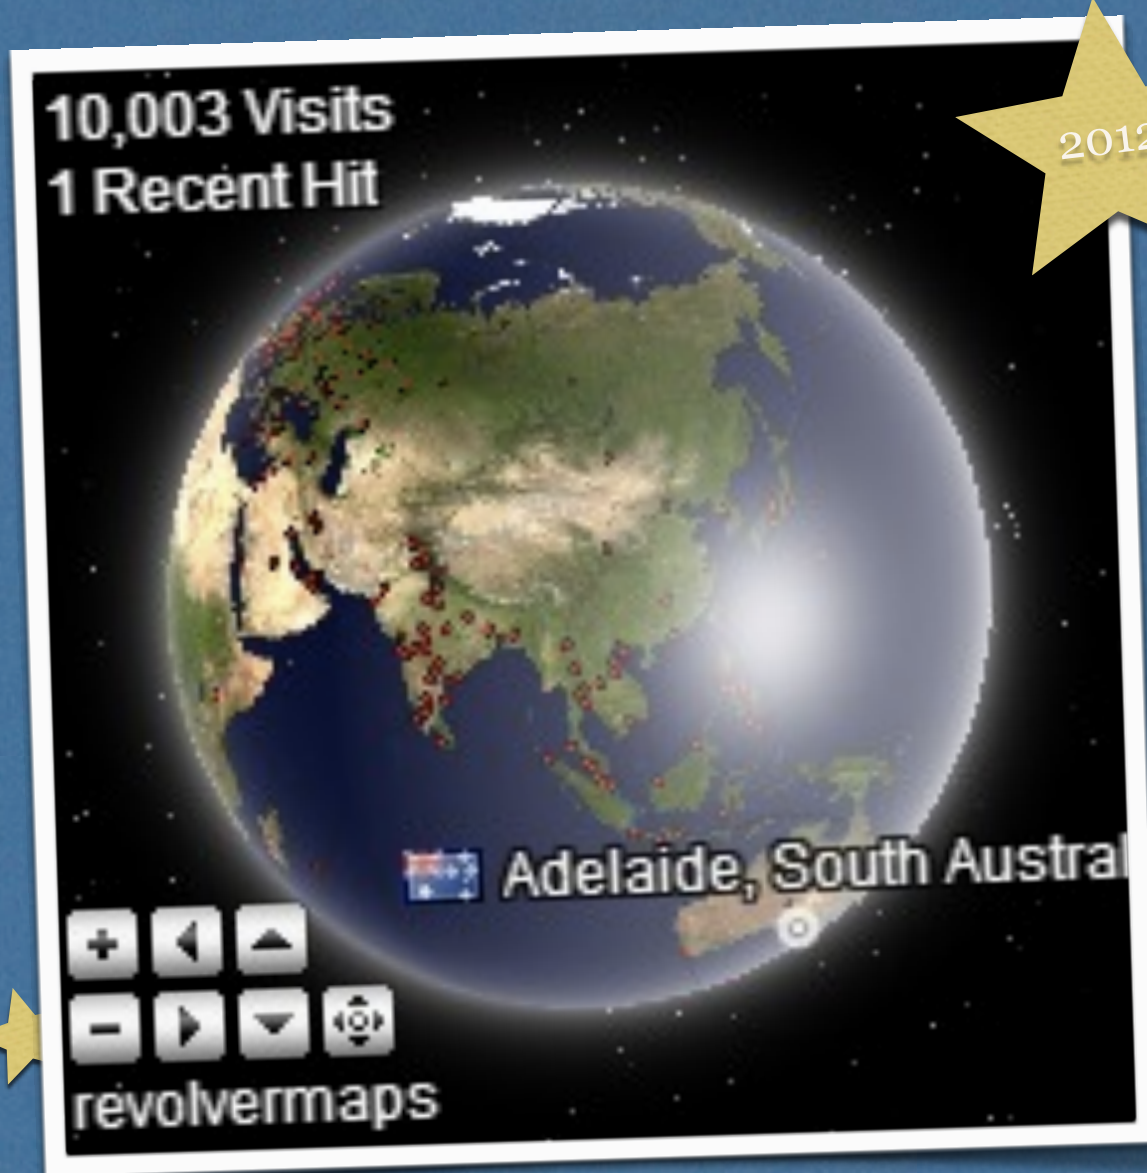 10,003 Visits
1 Recent Hit
2012
Adelaide, South Austral
revolvermaps